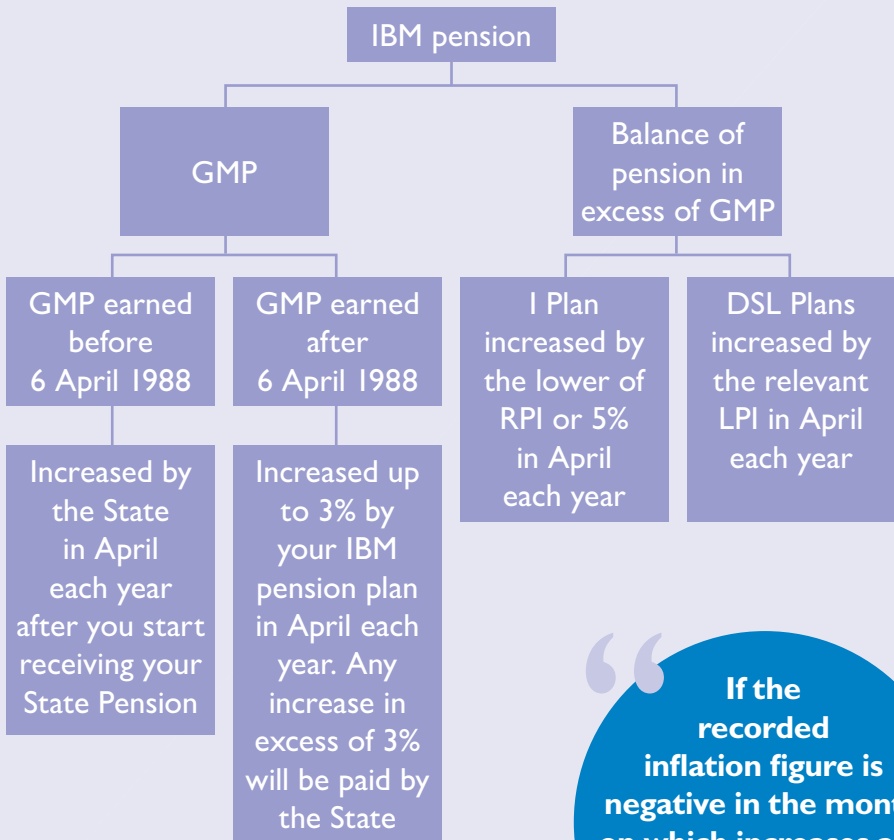 IBM pension
GMP
Balance of
pension in
excess of GMP
GMP earned
before
6 April 1988
GMP earned
after
6 April 1988
I Plan
increased by
the lower of
RPI or 5%
in April
each year
DSL Plans
increased by
the relevant
LPI in April
each year
Increased by
the State
in April
each year
after you start
receiving your
State Pension
Increased up
to 3% by
your IBM
pension plan
in April each
year. Any
increase in
excess of 3%
will be paid by
the State
“
If the
recorded
inflation figure is
negative in the
on which increases